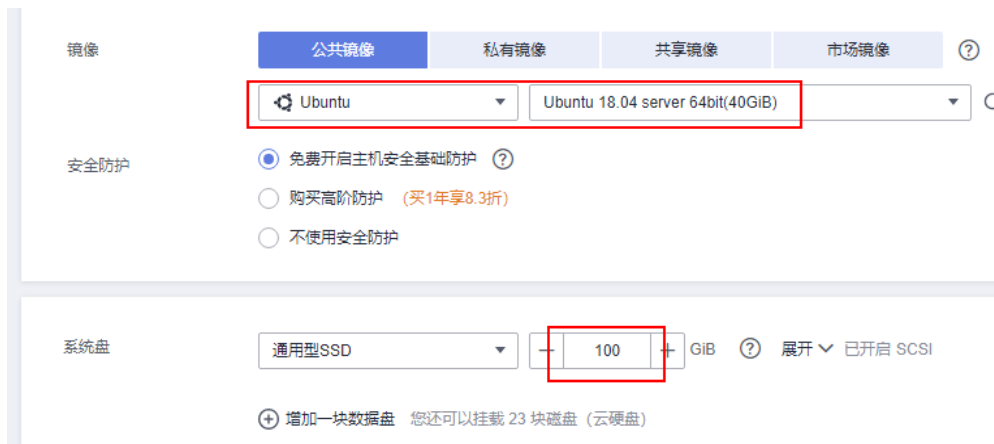 镜像 公共镜像 私有镜像 共享镜像 市场镜像 ?
Ubuntu Ubuntu 18.04 server 64bit(40GiB)
安全防护 免费开启主机安全基础防护 ?
购买高阶防护 (买1年享8.3折)
不使用安全防护
系统盘 通用型SSD − 100 + GiB ? 展开 已开启 SCSI
增加一块数据盘 您还可以挂载 23 块磁盘 (云硬盘)